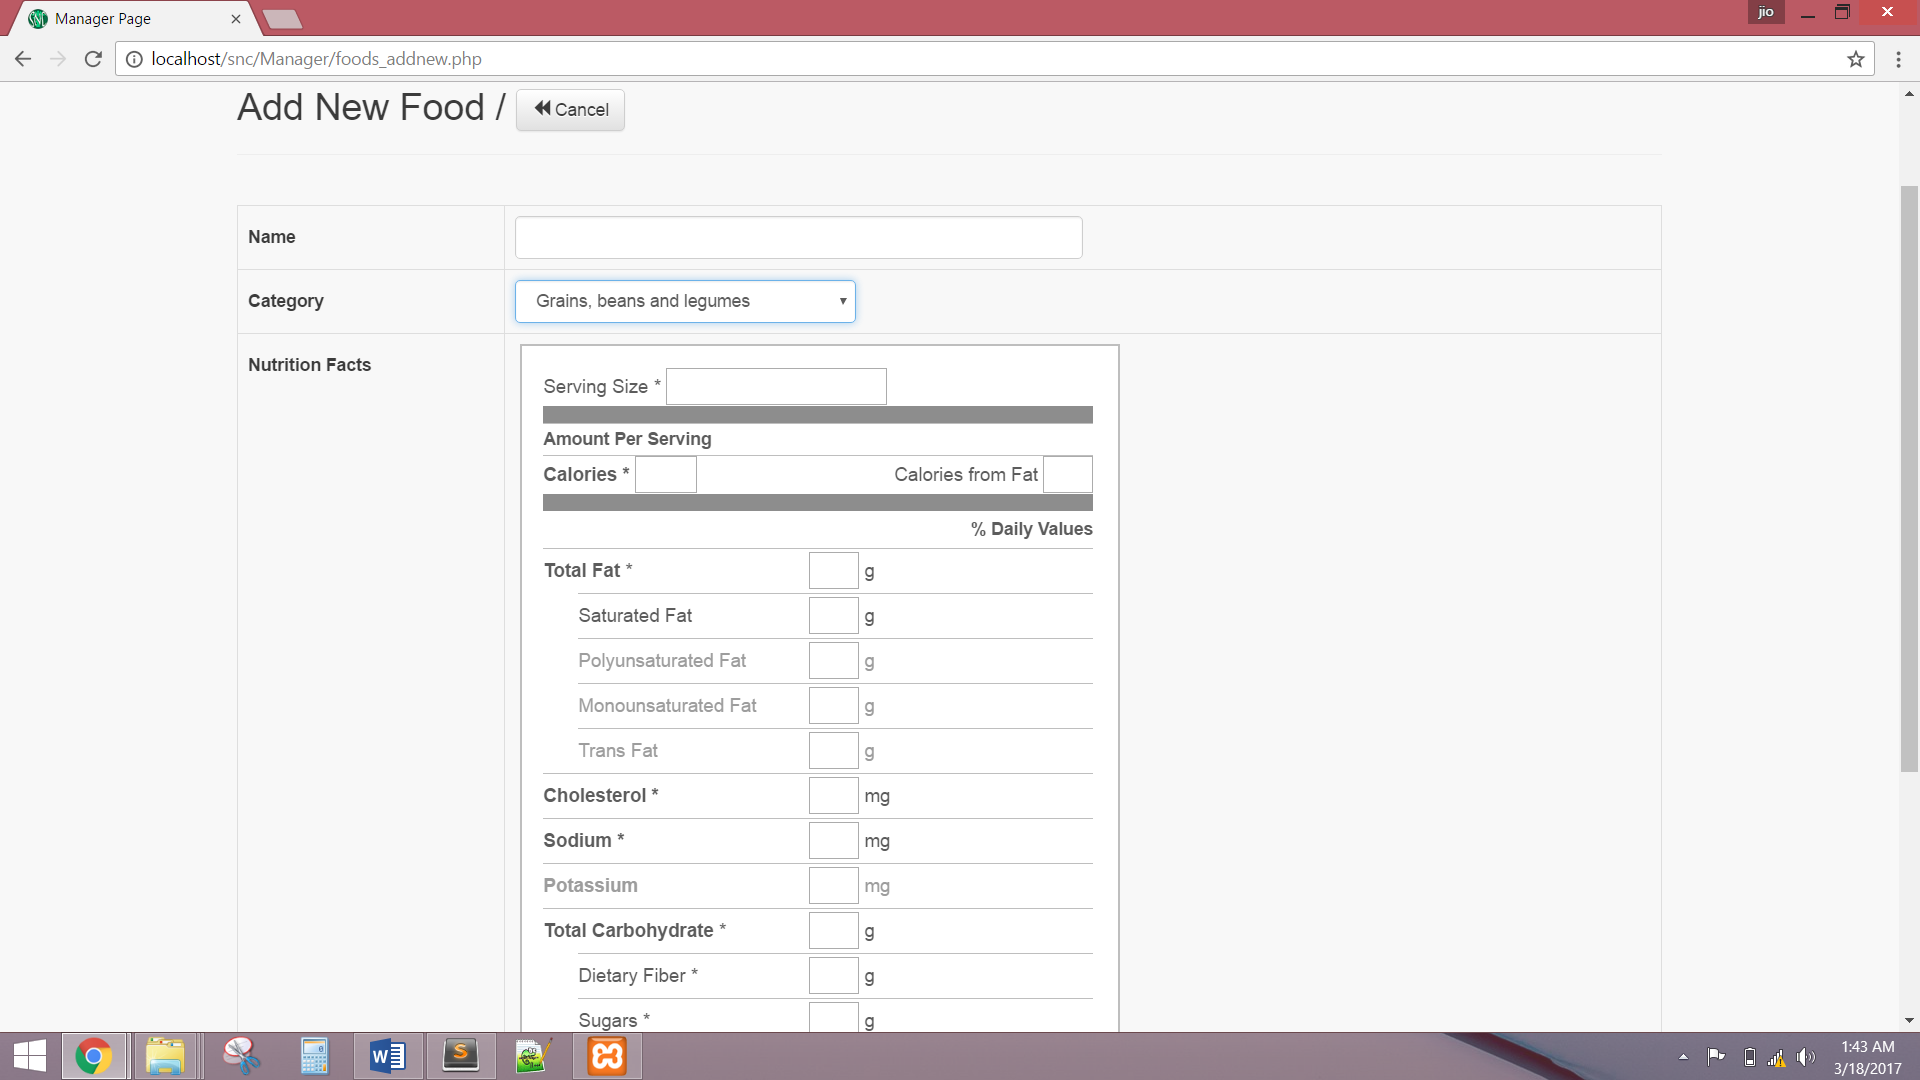 Manager Page
jio
localhost/snc/Manager/foods_addnew.php
Add New Food / Cancel
Name
Category Grains, beans and legumes
Nutrition Facts
Serving Size *
Amount Per Serving
Calories * Calories from Fat
% Daily Values
Total Fat * g
Saturated Fat g
Polyunsaturated Fat g
Monounsaturated Fat g
Trans Fat g
Cholesterol * mg
Sodium * mg
Potassium mg
Total Carbohydrate * g
Dietary Fiber * g
Sugars * g
1:43 AM
3/18/2017